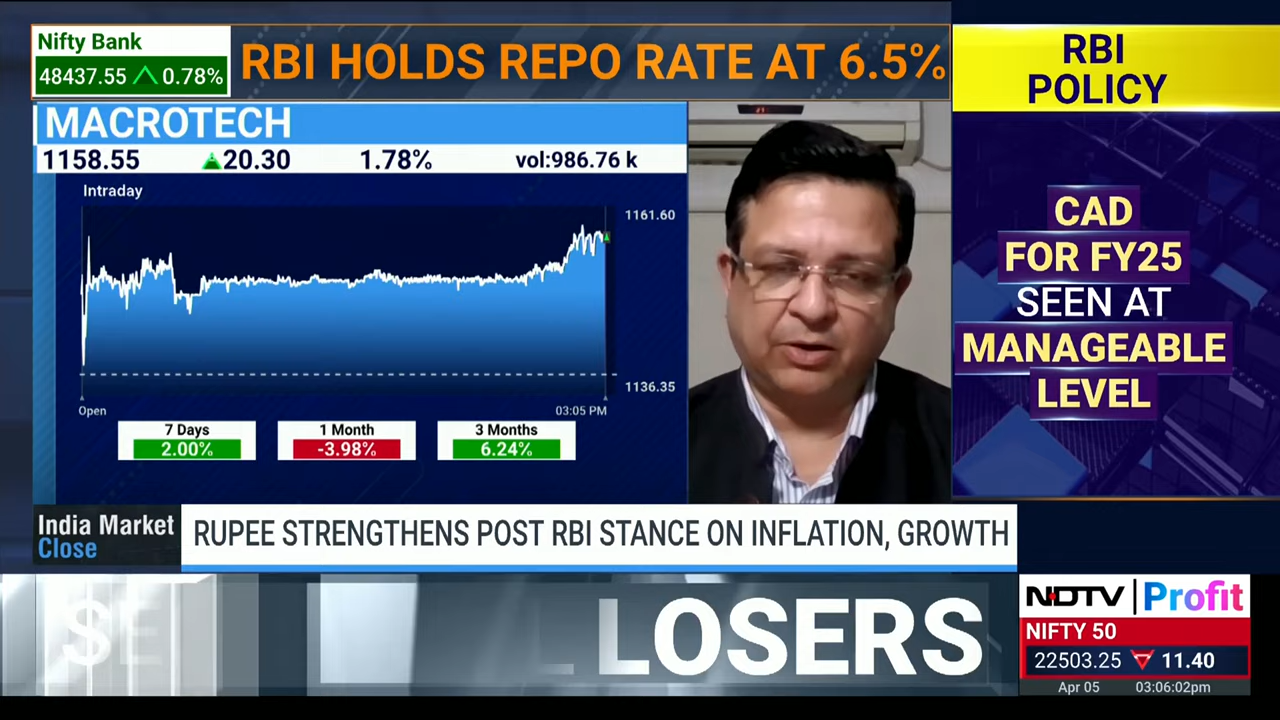 Nifty Bank
48437.55 0.78%
RBI HOLDS REPO RATE AT 6.5%
RBI
POLICY
MACROTECH
1158.55 20.30 1.78% vol:986.76 k
Intraday
1161.60
1136.35
Open 03:05 PM
7 Days
2.00%
1 Month
-3.98%
3 Months
6.24%
CAD
FOR FY25
SEEN AT
MANAGEABLE
LEVEL
India Market
Close
RUPEE STRENGTHENS POST RBI STANCE ON INFLATION, GROWTH
LOSERS
NDTV Profit
NIFTY 50
22503.25 11.40
Apr 05 03:06:02pm